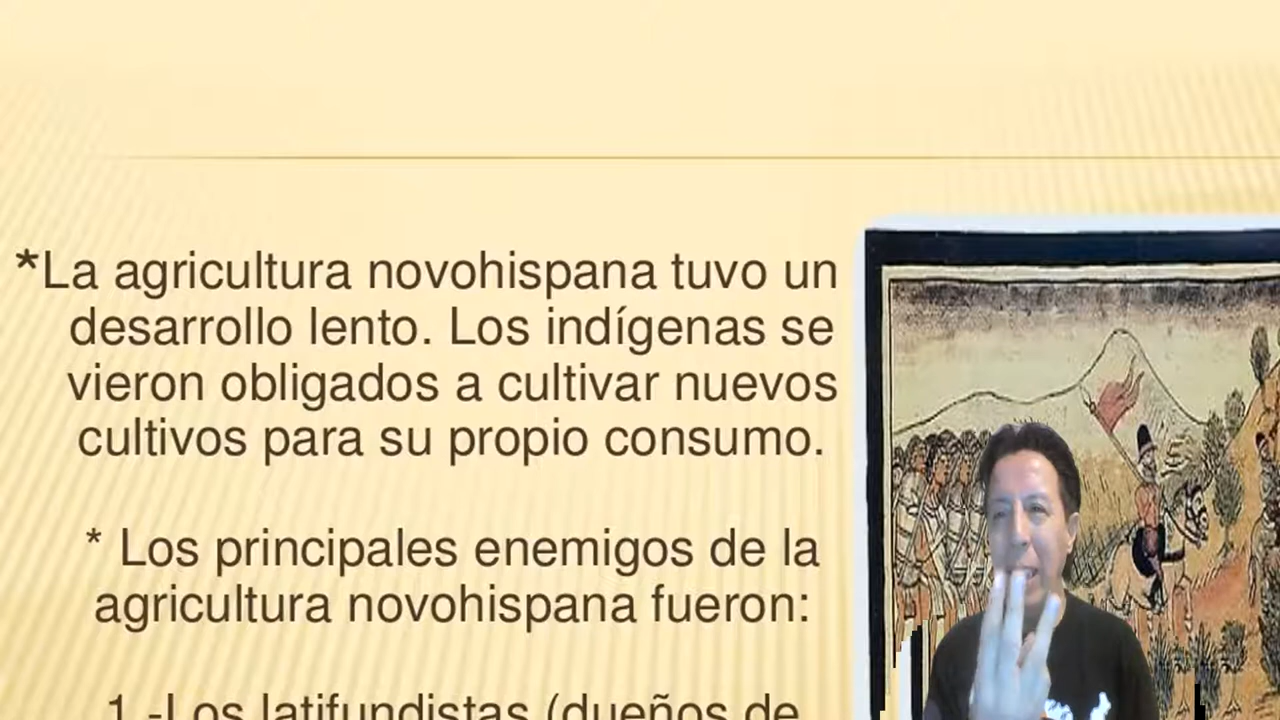 *La agricultura novohispana tuvo un
desarrollo lento. Los indígenas se
vieron obligados a cultivar nuevos
cultivos para su propio consumo.
* Los principales enemigos de la
agricultura novohispana fueron:
1.-Los latifundistas (dueños de